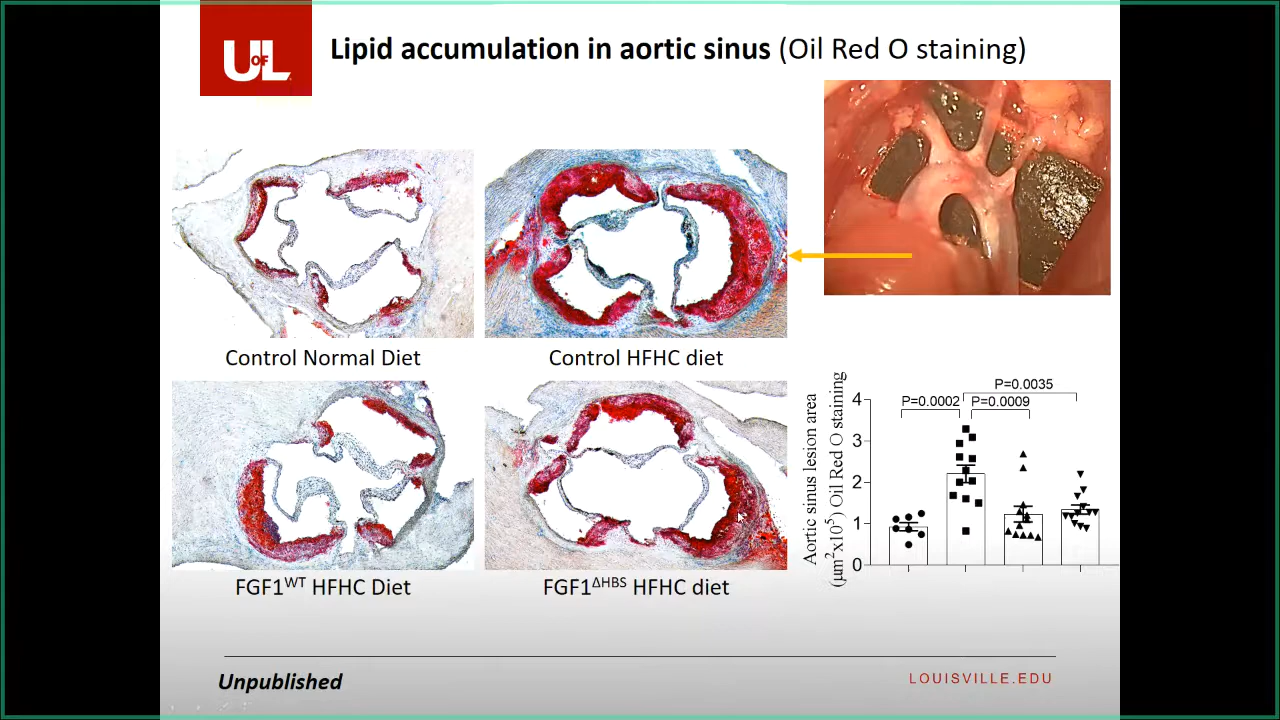 U OF L
Lipid accumulation in aortic sinus (Oil Red O staining)
Control Normal Diet
Control HFHC diet
FGF1ᵂᵀ HFHC Diet
FGF1ᐃᴴᴮˢ HFHC diet
Aortic sinus lesion area
(μm²x10⁵) Oil Red O staining
P=0.0035
P=0.0002
P=0.0009
4
3
2
1
0
Unpublished
LOUISVILLE.EDU